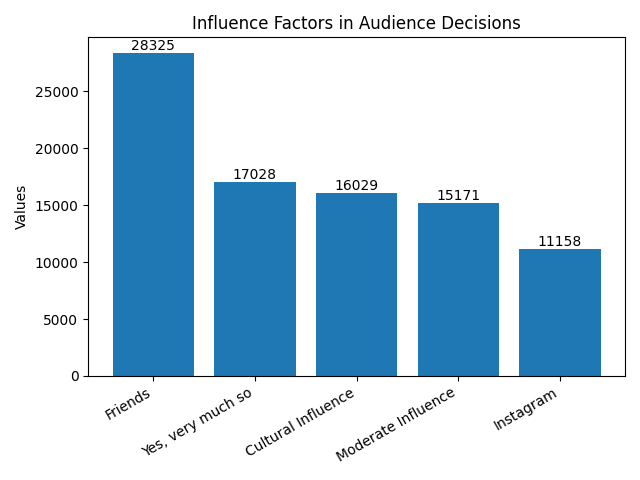 Influence Factors in Audience Decisions
Values
25000
20000
15000
10000
5000
0
28325
17028
16029
15171
11158
Friends
Yes, very much so
Cultural Influence
Moderate Influence
Instagram